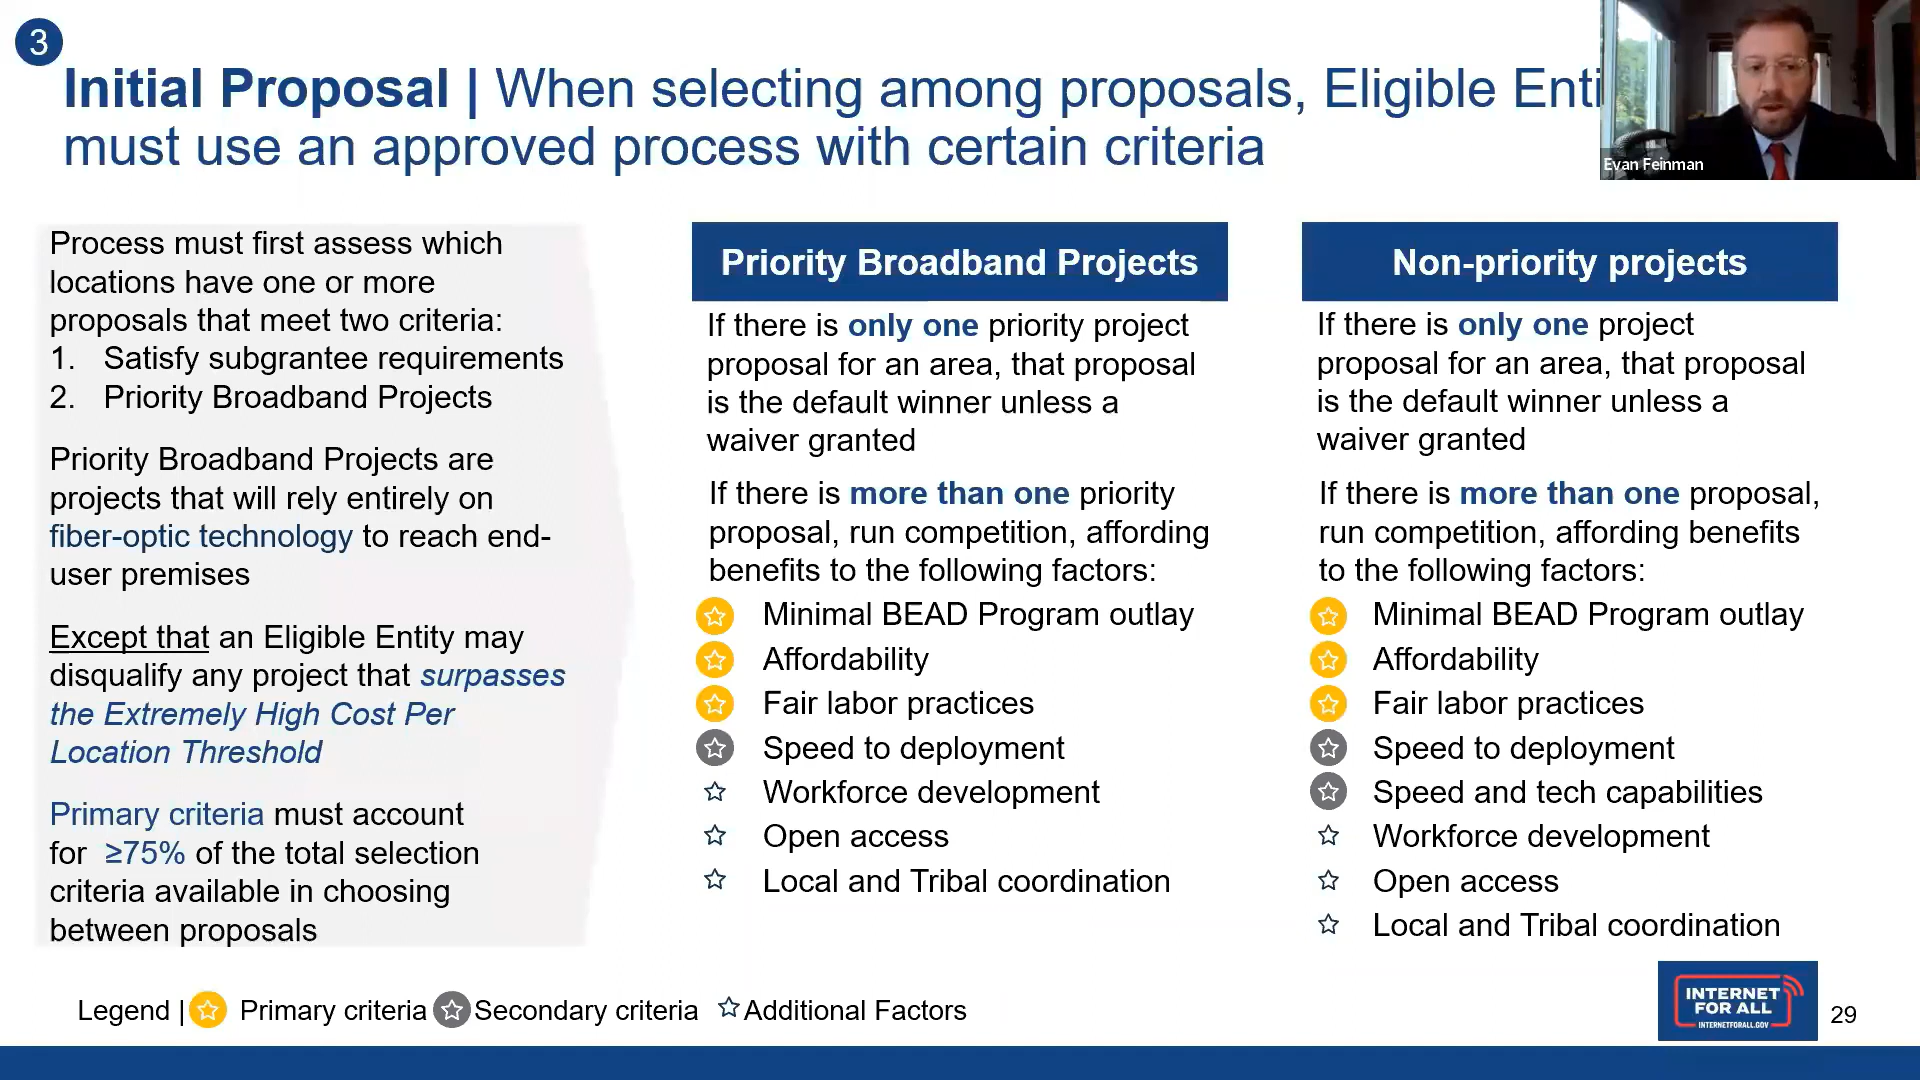 3
Initial Proposal | When selecting among proposals, Eligible Enti
must use an approved process with certain criteria
Evan Feinman
Process must first assess which
locations have one or more
proposals that meet two criteria:
1. Satisfy subgrantee requirements
2. Priority Broadband Projects
Priority Broadband Projects are
projects that will rely entirely on
fiber-optic technology to reach end-
user premises
Except that an Eligible Entity may
disqualify any project that surpasses
the Extremely High Cost Per
Location Threshold
Primary criteria must account
for ≥75% of the total selection
criteria available in choosing
between proposals
Priority Broadband Projects
If there is only one priority project
proposal for an area, that proposal
is the default winner unless a
waiver granted
If there is more than one priority
proposal, run competition, affording
benefits to the following factors:
Minimal BEAD Program outlay
Affordability
Fair labor practices
Speed to deployment
Workforce development
Open access
Local and Tribal coordination
Non-priority projects
If there is only one project
proposal for an area, that proposal
is the default winner unless a
waiver granted
If there is more than one proposal,
run competition, affording benefits
to the following factors:
Minimal BEAD Program outlay
Affordability
Fair labor practices
Speed to deployment
Speed and tech capabilities
Workforce development
Open access
Local and Tribal coordination
Legend | Primary criteria Secondary criteria Additional Factors
INTERNET
FOR ALL
INTERNETFORALL.GOV
29